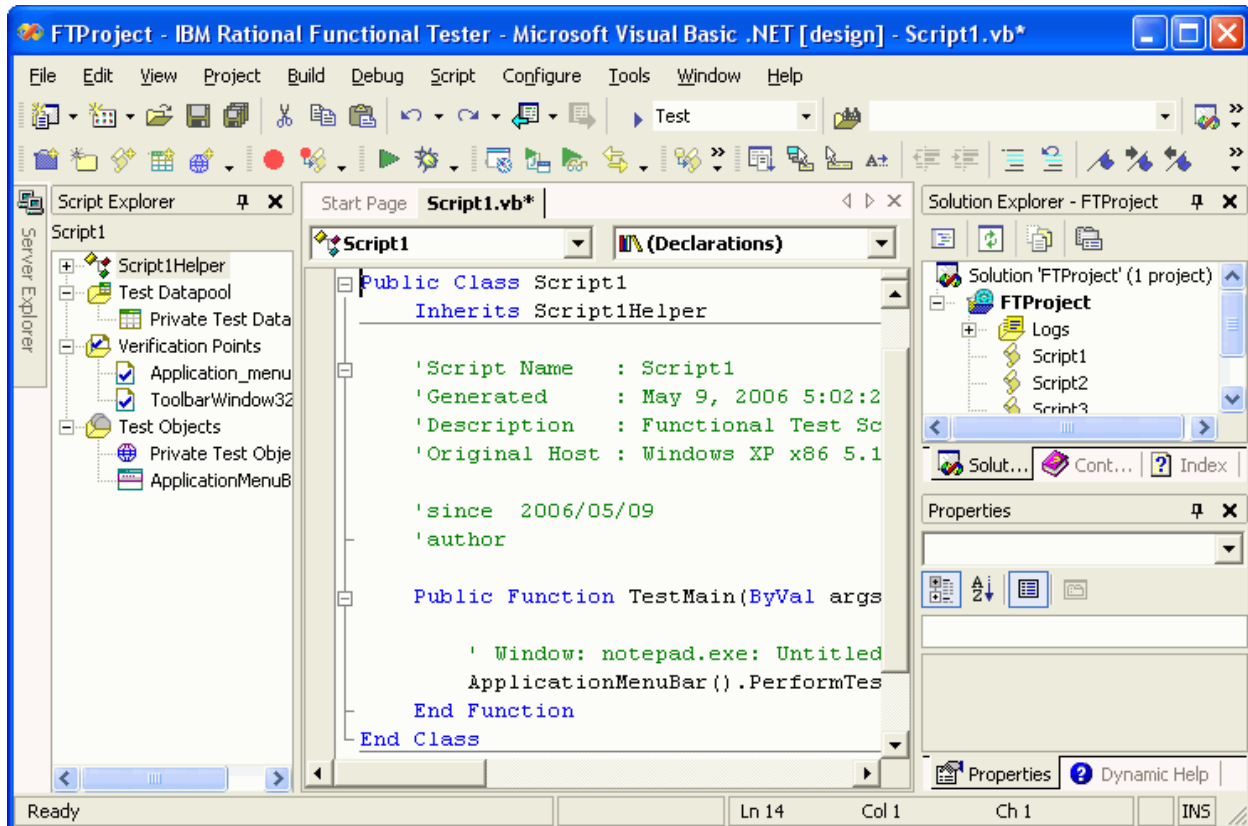 FTProject - IBM Rational Functional Tester - Microsoft Visual Basic .NET [design] - Script1.vb*
File Edit View Project Build Debug Script Configure Tools Window Help
Test
Server Explorer
Script Explorer
Script1
Script1Helper
Test Datapool
Private Test Data
Verification Points
Application_menu
ToolbarWindow32
Test Objects
Private Test Obje
ApplicationMenuB
Start Page Script1.vb*
Script1 (Declarations)
Public Class Script1
Inherits Script1Helper
'Script Name : Script1
'Generated : May 9, 2006 5:02:2
'Description : Functional Test Sc
'Original Host : Windows XP x86 5.1
'since 2006/05/09
'author
Public Function TestMain(ByVal args
' Window: notepad.exe: Untitled
ApplicationMenuBar().PerformTes
End Function
End Class
Solution Explorer - FTProject
Solution 'FTProject' (1 project)
FTProject
Logs
Script1
Script2
Script3
Solut... Cont... Index
Properties
Properties Dynamic Help
Ready Ln 14 Col 1 Ch 1 INS